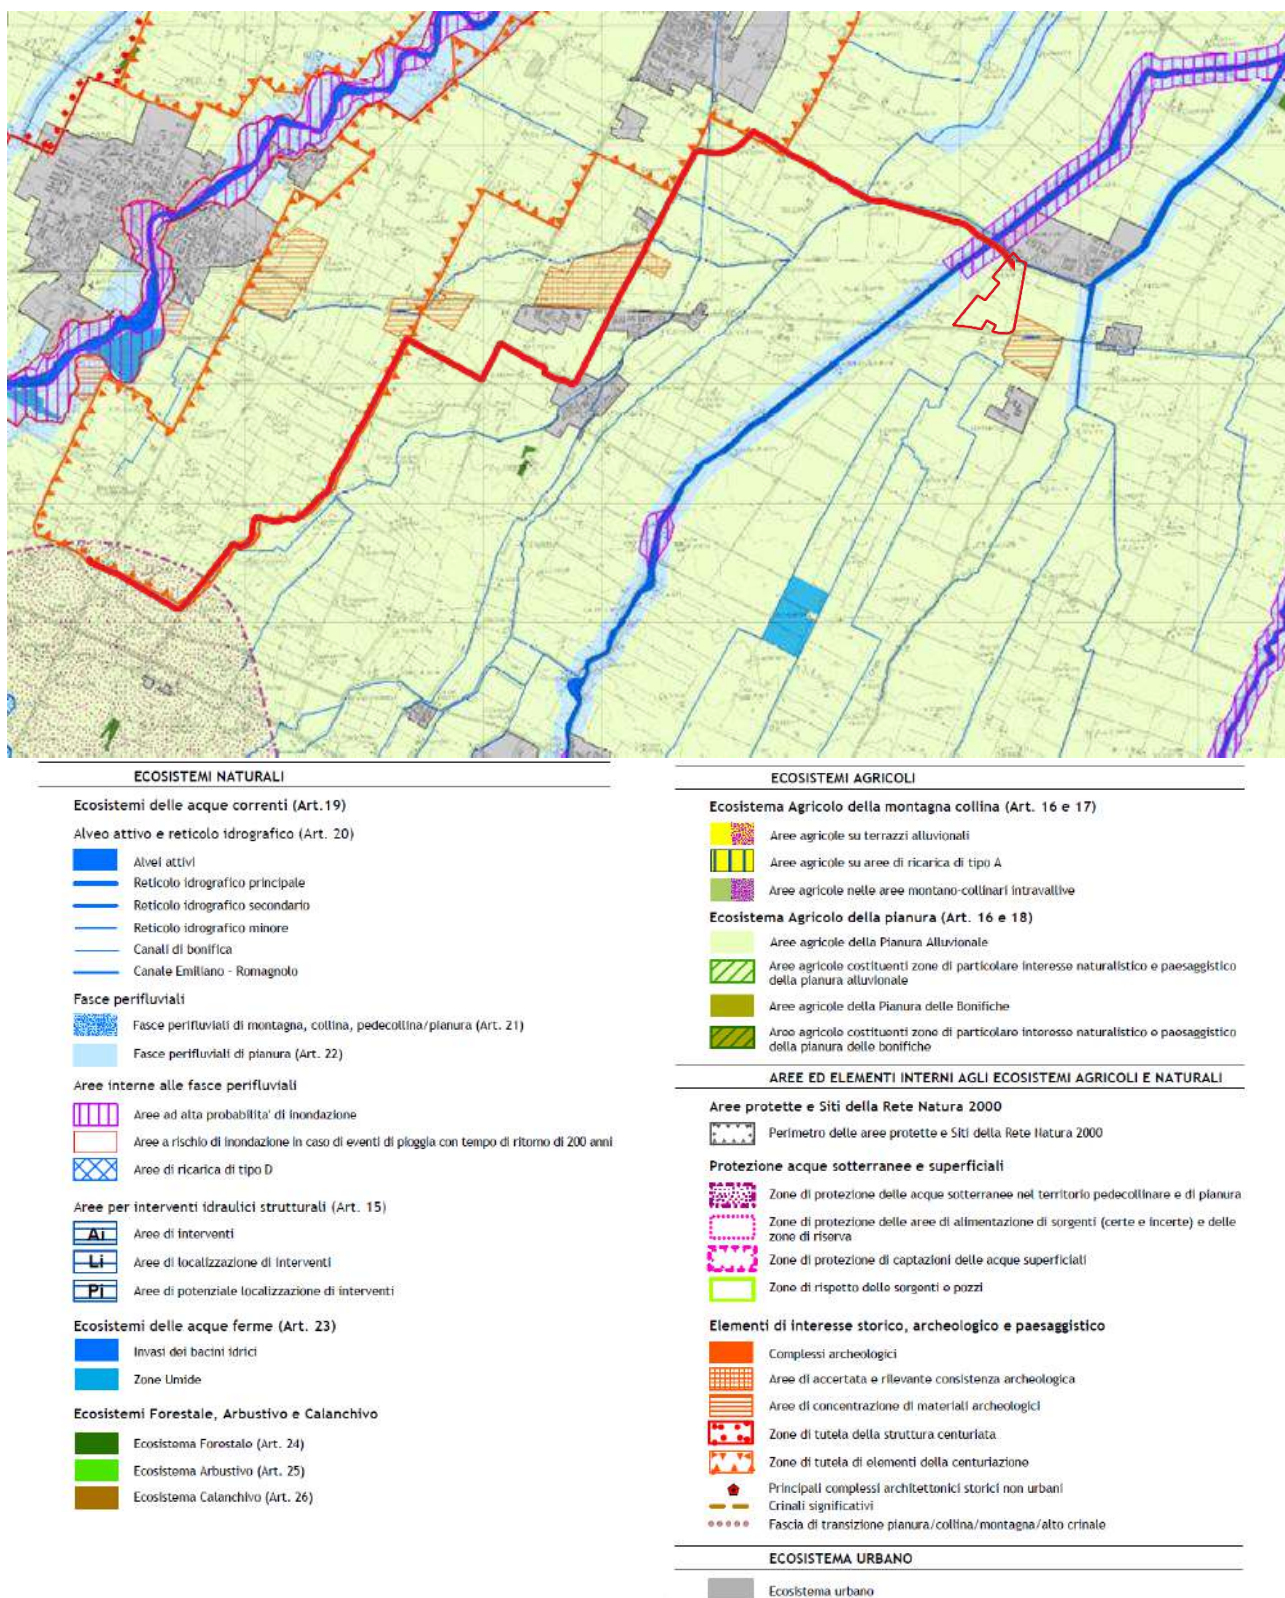 ECOSISTEMI NATURALI
Ecosistemi delle acque correnti (Art.19)
Alveo attivo e reticolo idrografico (Art. 20)
Alvei attivi
Reticolo idrografico principale
Reticolo idrografico secondario
Reticolo idrografico minore
Canali di bonifica
Canale Emiliano - Romagnolo
Fasce perifluviali
Fasce perifluviali di montagna, collina, pedecollina/pianura (Art. 21)
Fasce perifluviali di pianura (Art. 22)
Aree interne alle fasce perifluviali
Aree ad alta probabilita' di inondazione
Aree a rischio di inondazione in caso di eventi di pioggia con tempo di ritorno di 200 anni
Aree di ricarica di tipo D
Aree per interventi idraulici strutturali (Art. 15)
Ai Aree di interventi
Li Aree di localizzazione di interventi
Pi Aree di potenziale localizzazione di interventi
Ecosistemi delle acque ferme (Art. 23)
Invasi dei bacini idrici
Zone Umide
Ecosistemi Forestale, Arbustivo e Calanchivo
Ecosistema Forestale (Art. 24)
Ecosistema Arbustivo (Art. 25)
Ecosistema Calanchivo (Art. 26)
ECOSISTEMI AGRICOLI
Ecosistema Agricolo della montagna collina (Art. 16 e 17)
Aree agricole su terrazzi alluvionali
Aree agricole su aree di ricarica di tipo A
Aree agricole nelle aree montano-collinari intravallive
Ecosistema Agricolo della pianura (Art. 16 e 18)
Aree agricole della Pianura Alluvionale
Aree agricole costituenti zone di particolare interesse naturalistico e paesaggistico
della pianura alluvionale
Aree agricole della Pianura delle Bonifiche
Aree agricole costituenti zone di particolare interesse naturalistico e paesaggistico
della pianura delle bonifiche
AREE ED ELEMENTI INTERNI AGLI ECOSISTEMI AGRICOLI E NATURALI
Aree protette e Siti della Rete Natura 2000
Perimetro delle aree protette e Siti della Rete Natura 2000
Protezione acque sotterranee e superficiali
Zone di protezione delle acque sotterranee nel territorio pedecollinare e di pianura
Zone di protezione delle aree di alimentazione di sorgenti (certe e incerte) e delle
zone di riserva
Zone di protezione di captazioni delle acque superficiali
Zone di rispetto delle sorgenti e pozzi
Elementi di interesse storico, archeologico e paesaggistico
Complessi archeologici
Aree di accertata e rilevante consistenza archeologica
Aree di concentrazione di materiali archeologici
Zone di tutela della struttura centuriata
Zone di tutela di elementi della centuriazione
Principali complessi architettonici storici non urbani
Crinali significativi
Fascia di transizione pianura/collina/montagna/alto crinale
ECOSISTEMA URBANO
Ecosistema urbano